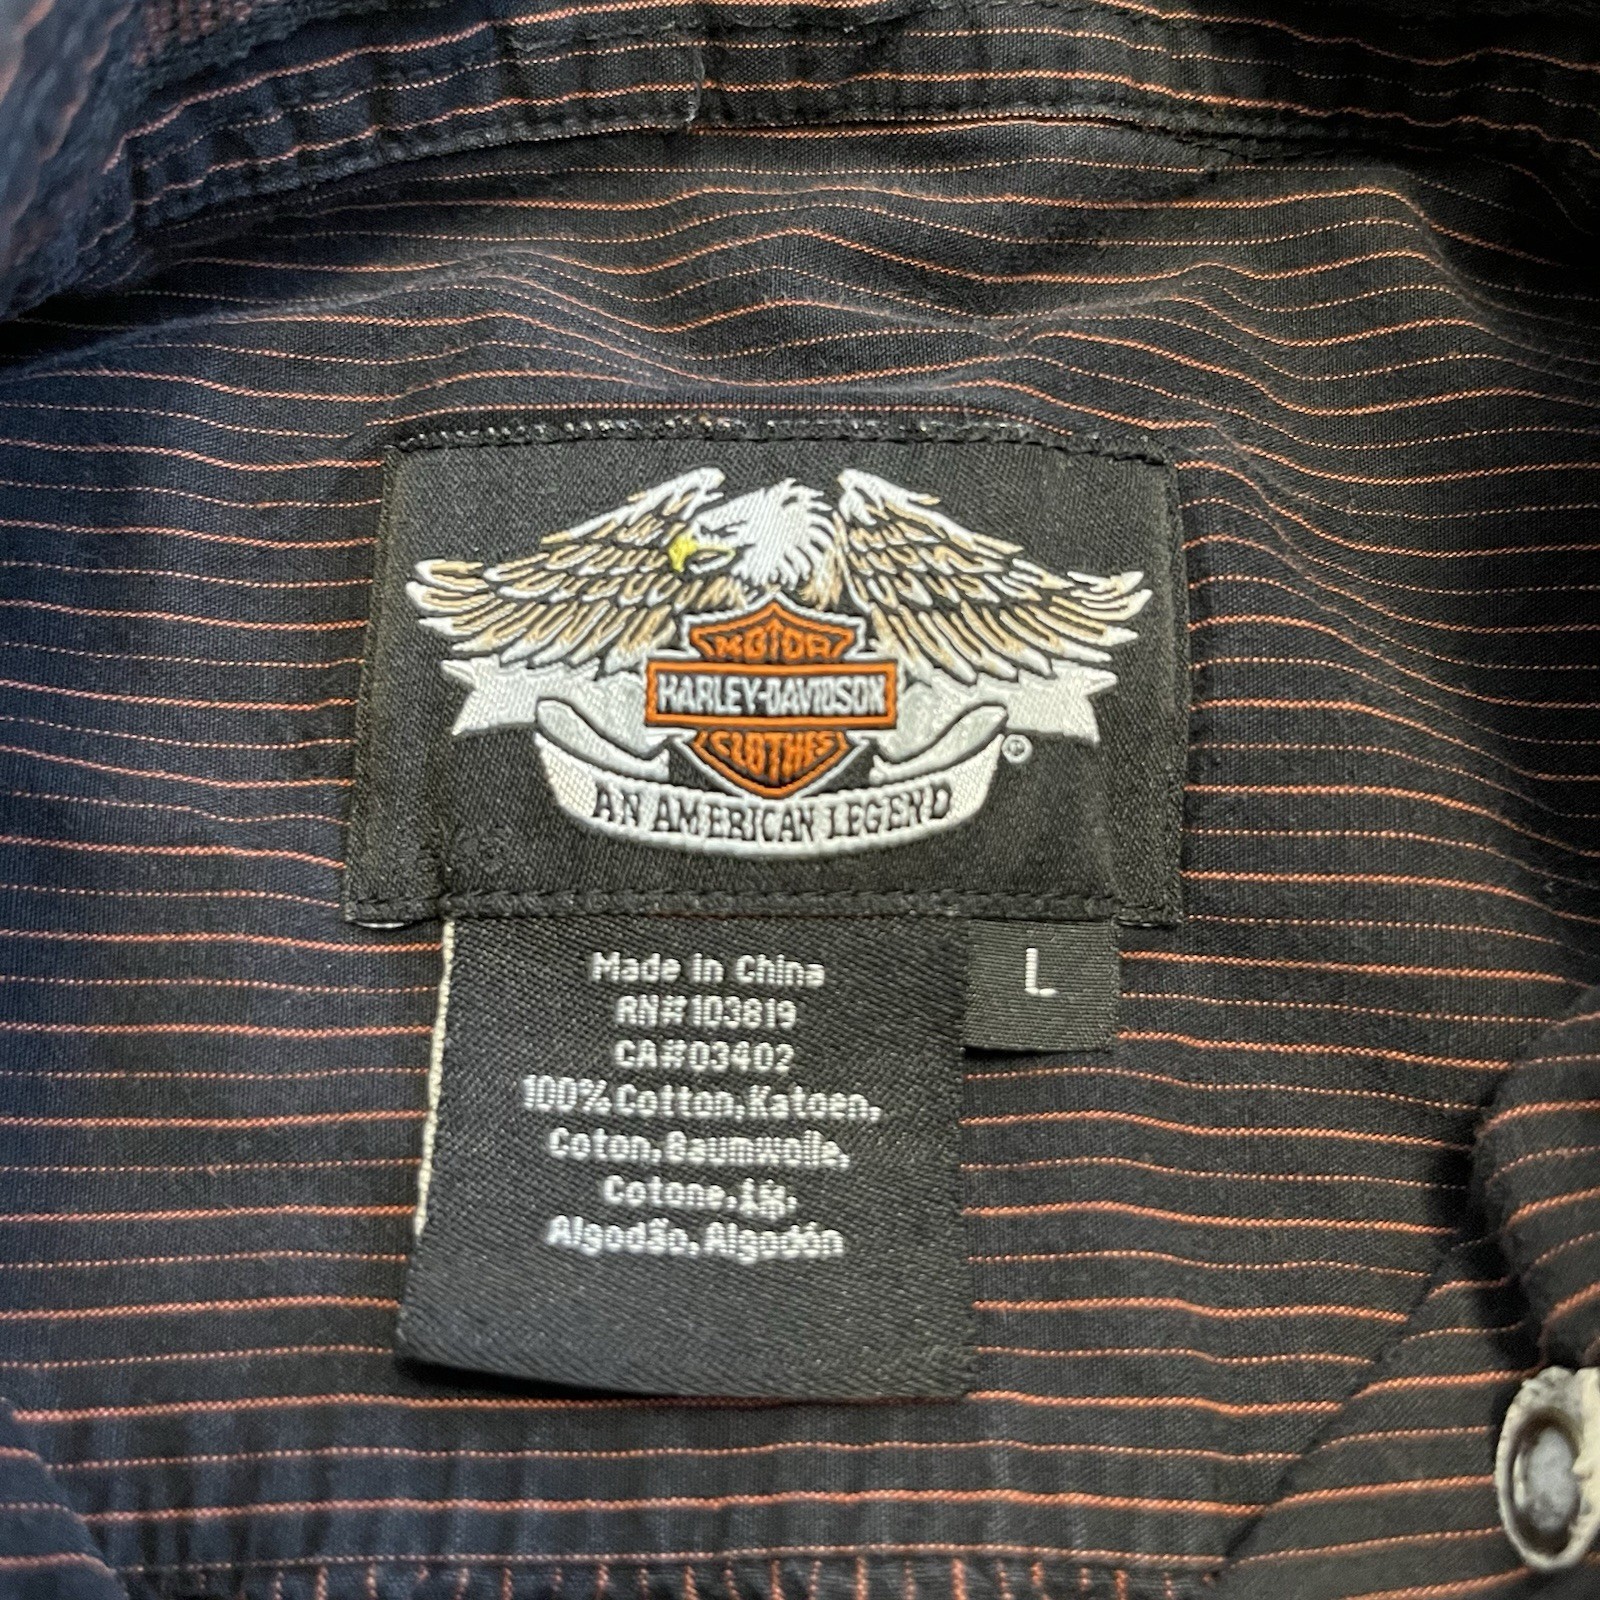 MOTOR
HARLEY-DAVIDSON
CLOTHES
®
AN AMERICAN LEGEND
L
Made in China
RN#103819
CA#03402
100% Cotton, Katoen,
Coton, Baumwolle,
Cotone, 
Algodão, Algodón